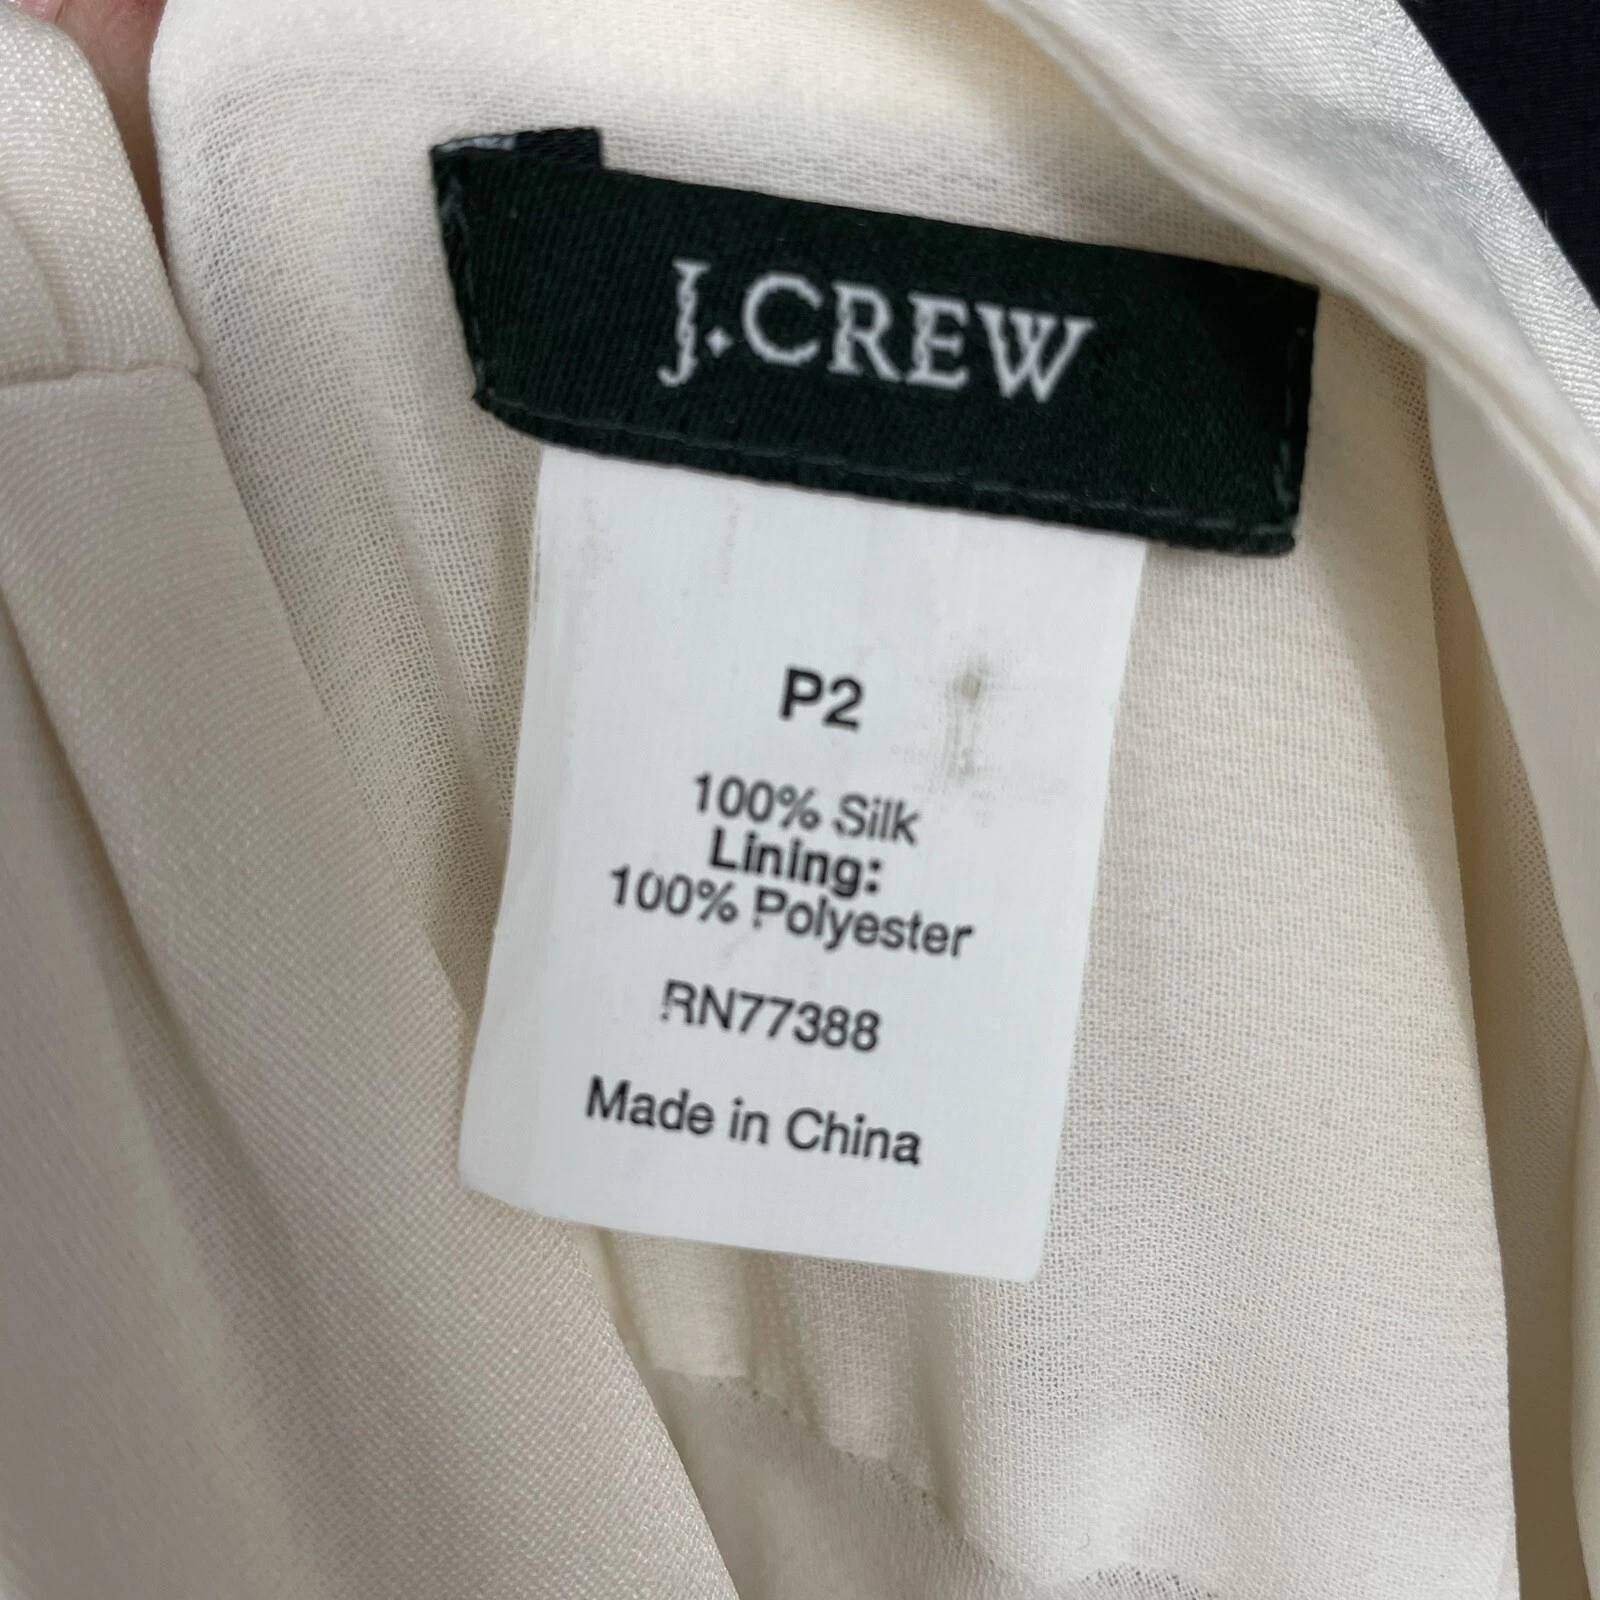 J.CREW
P2
100% Silk
Lining:
100% Polyester
RN77388
Made in China